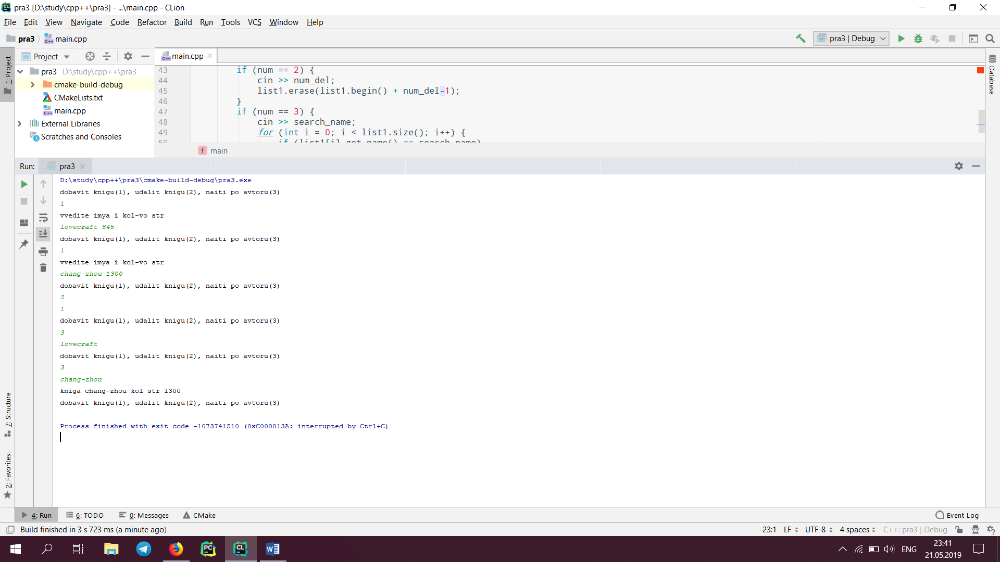 pra3 [D:\study\cpp++\pra3] - ...\main.cpp - CLion
File Edit View Navigate Code Refactor Build Run Tools VCS Window Help
pra3 main.cpp pra3 | Debug
1: Project
Project
main.cpp
pra3 D:\study\cpp++\pra3
cmake-build-debug
CMakeLists.txt
main.cpp
External Libraries
Scratches and Consoles
43 if (num == 2) {
44 cin >> num_del;
45 list1.erase(list1.begin() + num_del-1);
46 }
47 if (num == 3) {
48 cin >> search_name;
49 for (int i = 0; i < list1.size(); i++) {
50 if (list1[i].get_name() == search_name)
main
Database
Run: pra3
D:\study\cpp++\pra3\cmake-build-debug\pra3.exe
dobavit knigu(1), udalit knigu(2), naiti po avtoru(3)
1
vvedite imya i kol-vo str
lovecraft 845
dobavit knigu(1), udalit knigu(2), naiti po avtoru(3)
1
vvedite imya i kol-vo str
chang-zhou 1300
dobavit knigu(1), udalit knigu(2), naiti po avtoru(3)
2
1
dobavit knigu(1), udalit knigu(2), naiti po avtoru(3)
3
lovecraft
dobavit knigu(1), udalit knigu(2), naiti po avtoru(3)
3
chang-zhou
kniga chang-zhou kol str 1300
dobavit knigu(1), udalit knigu(2), naiti po avtoru(3)
Process finished with exit code -1073741510 (0xC000013A: interrupted by Ctrl+C)
7: Structure
2: Favorites
4: Run 6: TODO 0: Messages CMake Event Log
Build finished in 3 s 723 ms (a minute ago) 23:1 LF UTF-8 4 spaces C++: pra3 | Debug
ENG
23:41
21.05.2019